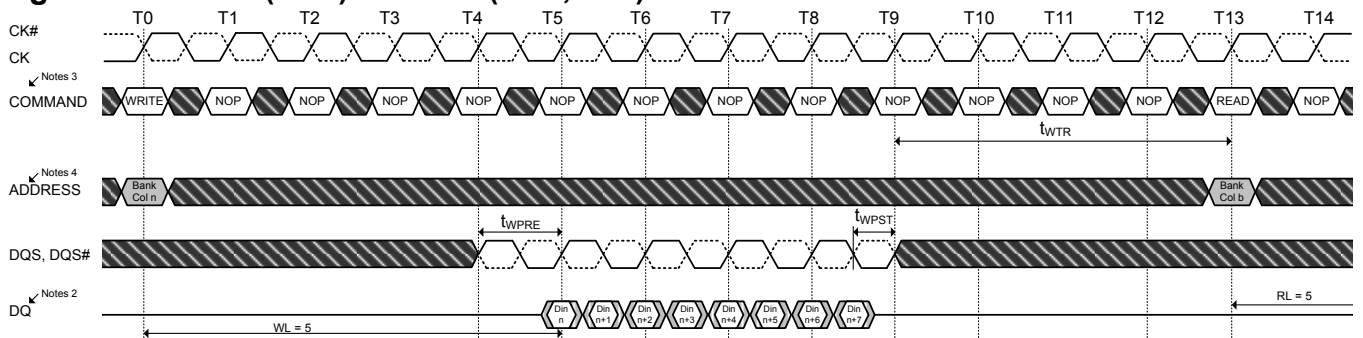 T0 T1 T2 T3 T4 T5 T6 T7 T8 T9 T10 T11 T12 T13 T14
CK#
CK
Notes 3
COMMAND WRITE NOP NOP NOP NOP NOP NOP NOP NOP NOP NOP NOP NOP READ NOP
tWTR
Notes 4
ADDRESS Bank Col n Bank Col b
tWPRE tWPST
DQS, DQS#
Notes 2
DQ Din n Din n+1 Din n+2 Din n+3 Din n+4 Din n+5 Din n+6 Din n+7 RL = 5
WL = 5